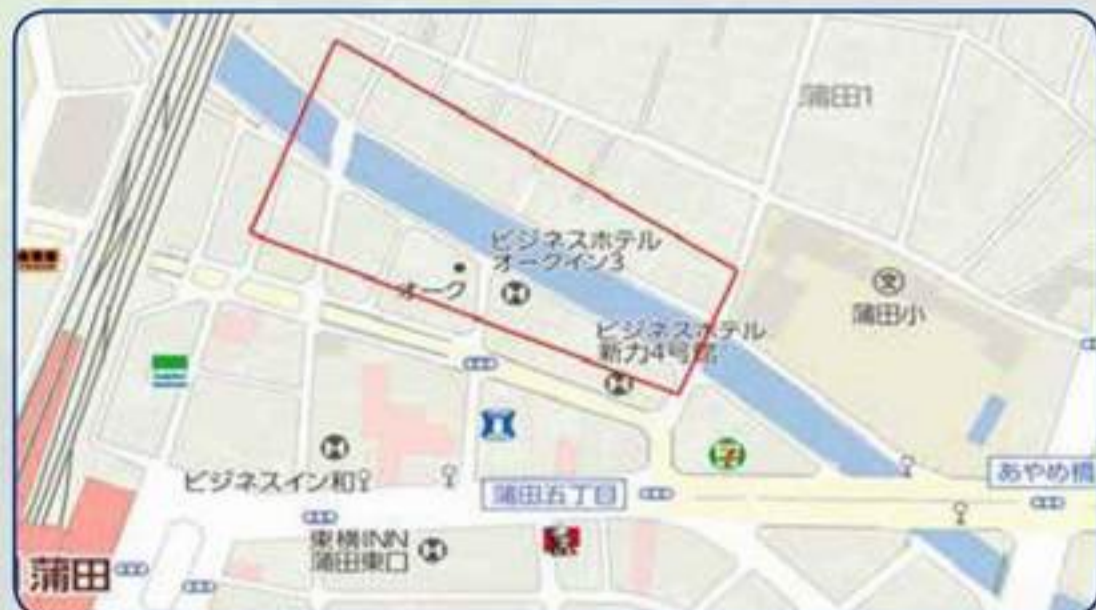 蒲田1
ビジネスホテル
オークイン3
オーク
文
蒲田小
ビジネスホテル
新力4号館
ビジネスイン和
蒲田五丁目
あやめ橋
東横INN
蒲田東口
蒲田